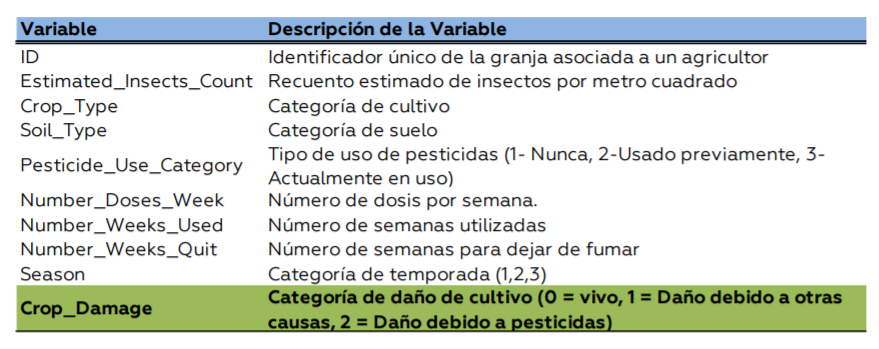 Variable Descripción de la Variable
ID Identificador único de la granja asociada a un agricultor
Estimated_Insects_Count Recuento estimado de insectos por metro cuadrado
Crop_Type Categoría de cultivo
Soil_Type Categoría de suelo
Pesticide_Use_Category Tipo de uso de pesticidas (1- Nunca, 2-Usado previamente, 3-
Actualmente en uso)
Number_Doses_Week Número de dosis por semana.
Number_Weeks_Used Número de semanas utilizadas
Number_Weeks_Quit Número de semanas para dejar de fumar
Season Categoría de temporada (1,2,3)
Crop_Damage Categoría de daño de cultivo (0 = vivo, 1 = Daño debido a otras
causas, 2 = Daño debido a pesticidas)